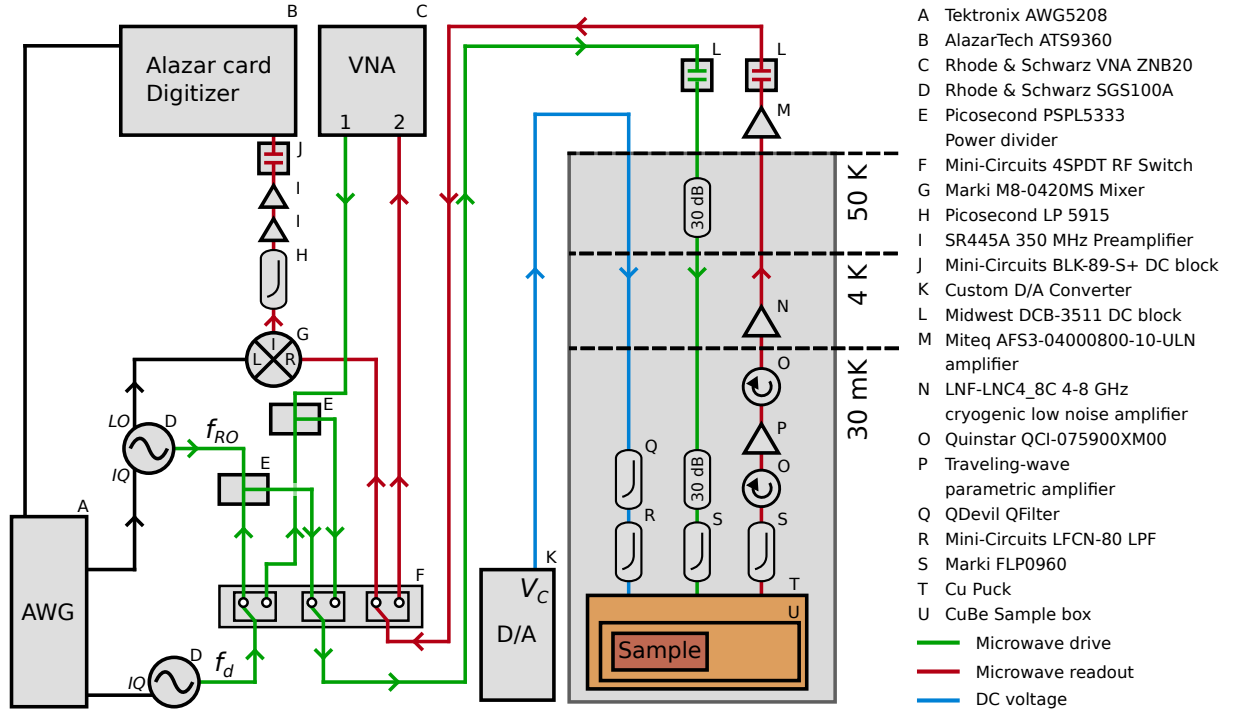 B
Alazar card
Digitizer
C
VNA
1
2
J
I
I
H
G
I
L
R
LO
D
f_RO
IQ
E
E
A
AWG
D
IQ
f_d
F
K
V_C
D/A
L
L
M
50 K
30 dB
4 K
N
30 mK
O
P
O
Q
30 dB
R
S
S
T
U
Sample
A Tektronix AWG5208
B AlazarTech ATS9360
C Rhode & Schwarz VNA ZNB20
D Rhode & Schwarz SGS100A
E Picosecond PSPL5333
Power divider
F Mini-Circuits 4SPDT RF Switch
G Marki M8-0420MS Mixer
H Picosecond LP 5915
I SR445A 350 MHz Preamplifier
J Mini-Circuits BLK-89-S+ DC block
K Custom D/A Converter
L Midwest DCB-3511 DC block
M Miteq AFS3-04000800-10-ULN
amplifier
N LNF-LNC4_8C 4-8 GHz
cryogenic low noise amplifier
O Quinstar QCI-075900XM00
P Traveling-wave
parametric amplifier
Q QDevil QFilter
R Mini-Circuits LFCN-80 LPF
S Marki FLP0960
T Cu Puck
U CuBe Sample box
Microwave drive
Microwave readout
DC voltage